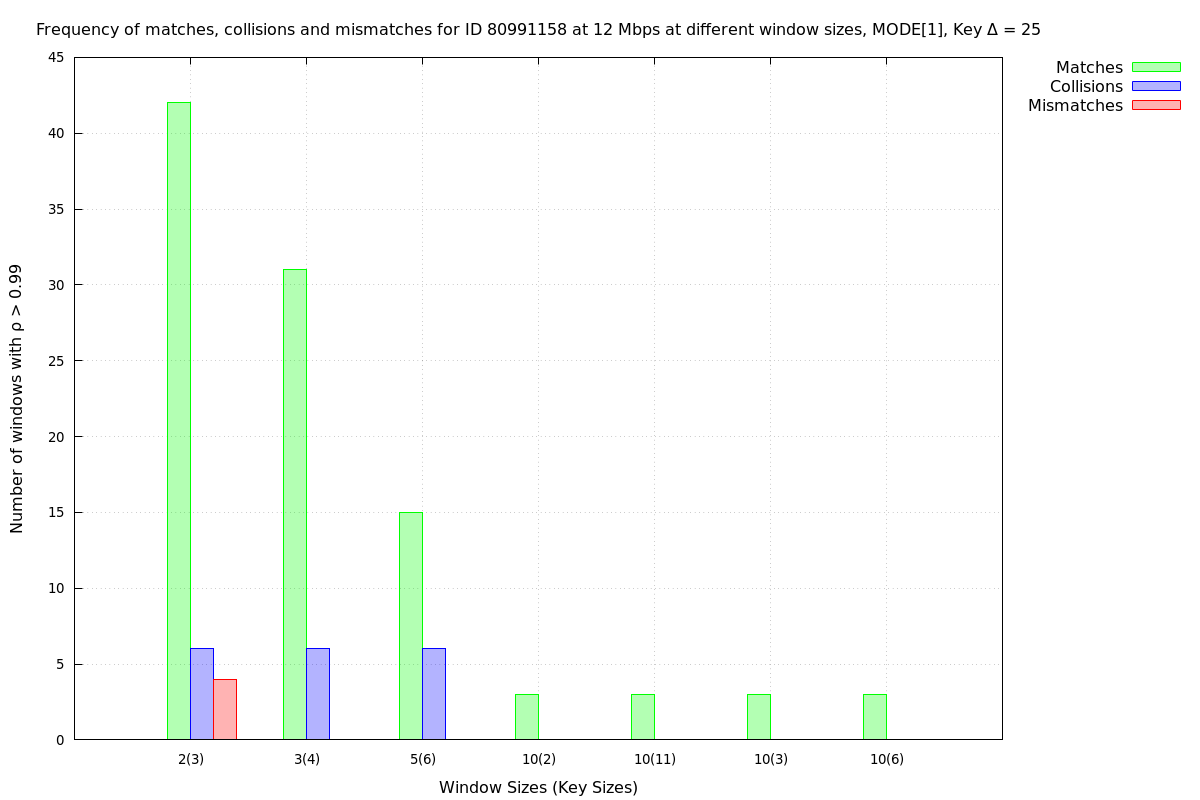 Frequency of matches, collisions and mismatches for ID 80991158 at 12 Mbps at different window sizes, MODE[1], Key Δ = 25
Matches
Collisions
Mismatches
Number of windows with ρ > 0.99
45
40
35
30
25
20
15
10
5
0
2(3) 3(4) 5(6) 10(2) 10(11) 10(3) 10(6)
Window Sizes (Key Sizes)